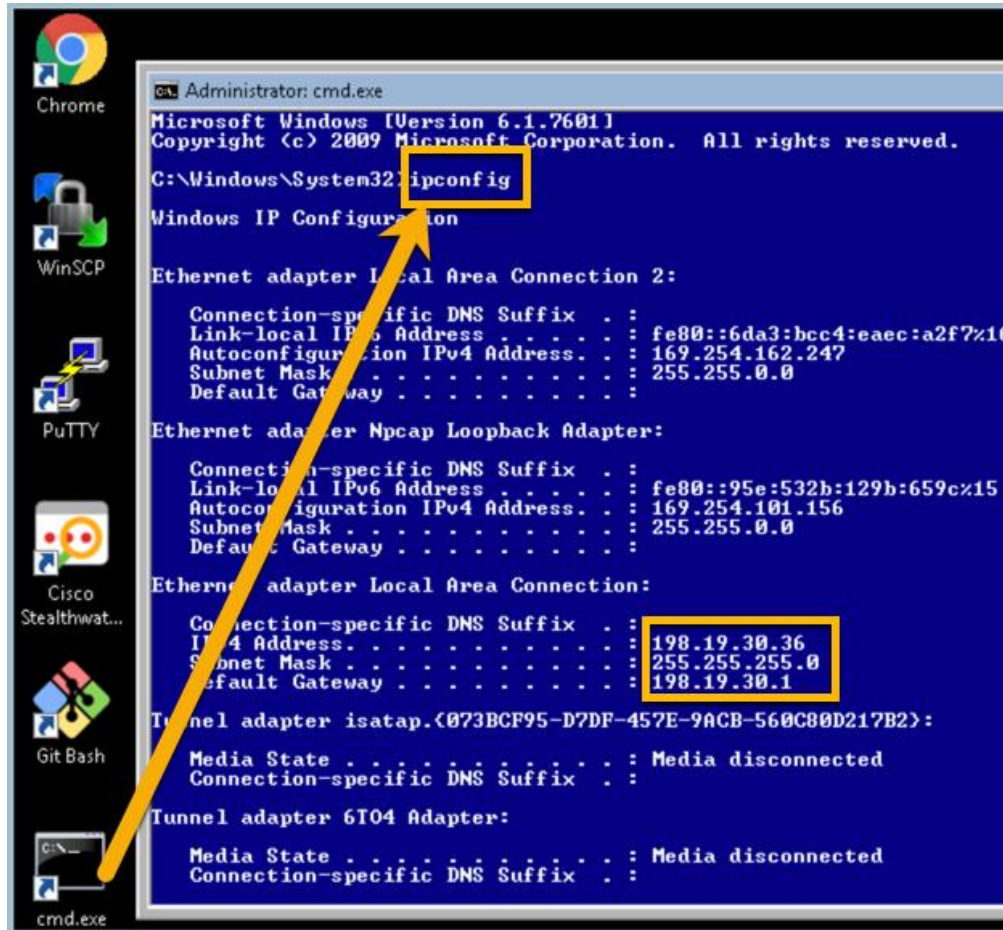 Chrome
WinSCP
PuTTY
Cisco
Stealthwat...
Git Bash
C:\_
cmd.exe
Administrator: cmd.exe
Microsoft Windows [Version 6.1.7601]
Copyright (c) 2009 Microsoft Corporation.  All rights reserved.
C:\Windows\System32>ipconfig
Windows IP Configuration
Ethernet adapter Local Area Connection 2:
Connection-specific DNS Suffix  . :
Link-local IPv6 Address . . . . . : fe80::6da3:bcc4:eaec:a2f7%10
Autoconfiguration IPv4 Address. . : 169.254.162.247
Subnet Mask . . . . . . . . . . . : 255.255.0.0
Default Gateway . . . . . . . . . :
Ethernet adapter Npcap Loopback Adapter:
Connection-specific DNS Suffix  . :
Link-local IPv6 Address . . . . . : fe80::95e:532b:129b:659c%15
Autoconfiguration IPv4 Address. . : 169.254.101.156
Subnet Mask . . . . . . . . . . . : 255.255.0.0
Default Gateway . . . . . . . . . :
Ethernet adapter Local Area Connection:
Connection-specific DNS Suffix  . :
IPv4 Address. . . . . . . . . . . : 198.19.30.36
Subnet Mask . . . . . . . . . . . : 255.255.255.0
Default Gateway . . . . . . . . . : 198.19.30.1
Tunnel adapter isatap.{073BCF95-D7DF-457E-9ACB-560C80D217B2}:
Media State . . . . . . . . . . . : Media disconnected
Connection-specific DNS Suffix  . :
Tunnel adapter 6TO4 Adapter:
Media State . . . . . . . . . . . : Media disconnected
Connection-specific DNS Suffix  . :